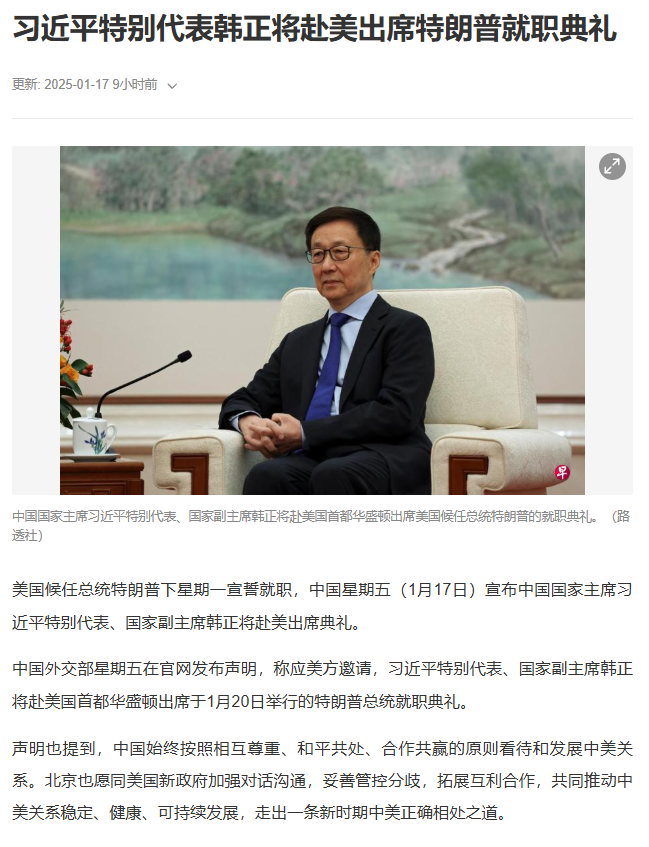 习近平特别代表韩正将赴美出席特朗普就职典礼
更新: 2025-01-17 9小时前
早
中国国家主席习近平特别代表、国家副主席韩正将赴美国首都华盛顿出席美国候任总统特朗普的就职典礼。（路
透社）
美国候任总统特朗普下星期一宣誓就职，中国星期五（1月17日）宣布中国国家主席习
近平特别代表、国家副主席韩正将赴美出席典礼。
中国外交部星期五在官网发布声明，称应美方邀请，习近平特别代表、国家副主席韩正
将赴美国首都华盛顿出席于1月20日举行的特朗普总统就职典礼。
声明也提到，中国始终按照相互尊重、和平共处、合作共赢的原则看待和发展中美关
系。北京也愿同美国新政府加强对话沟通，妥善管控分歧，拓展互利合作，共同推动中
美关系稳定、健康、可持续发展，走出一条新时期中美正确相处之道。